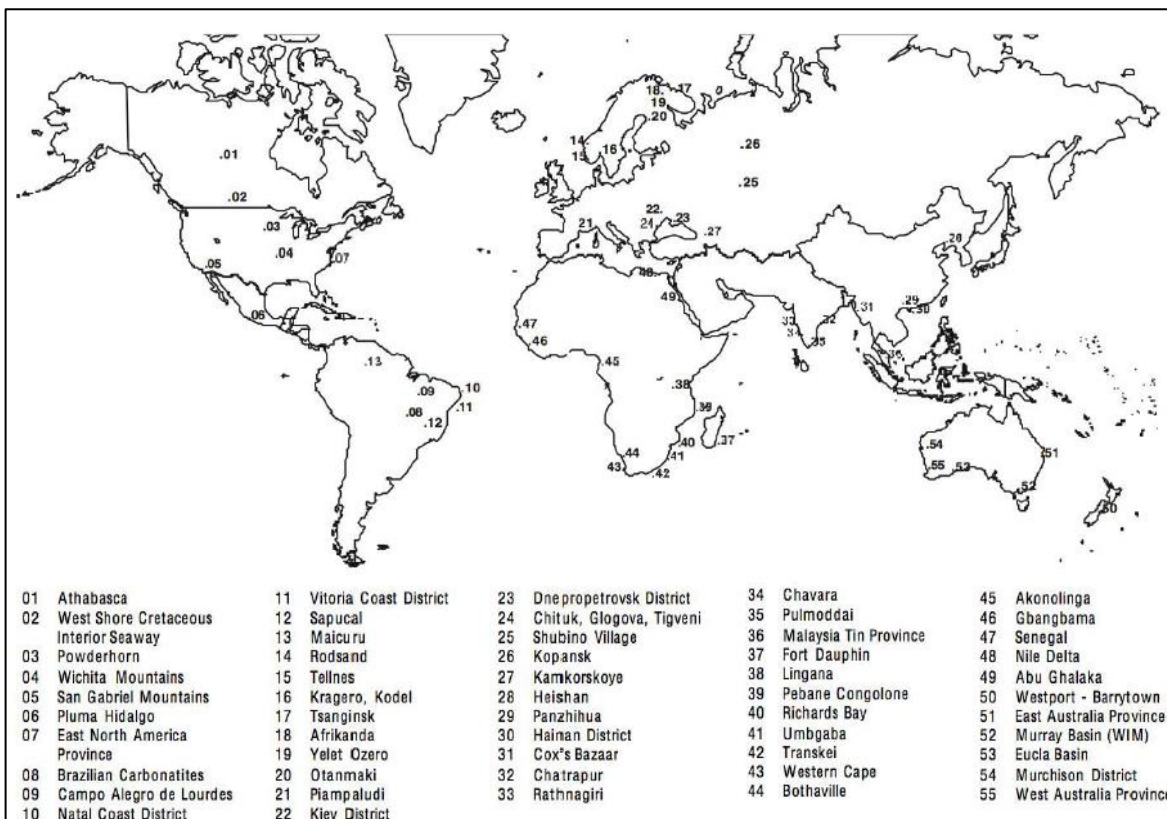 .01
.02
.03
.04
.05
.07
06
.13
.09
10
.11
.08
.12
14
15
16
18.
.17
19
.20
21
22.
24
.23
.26
.25
.27
28
.29
.30
.31
32
33
34
35
36
48
49
.47
.46
.45
.38
39
.40
.41
.42
43
.44
.37
.54
.55
.51
.52
50
01 Athabasca
02 West Shore Cretaceous
Interior Seaway
03 Powderhorn
04 Wichita Mountains
05 San Gabriel Mountains
06 Pluma Hidalgo
07 East North America
Province
08 Brazilian Carbonatites
09 Campo Alegro de Lourdes
10 Natal Coast District
11 Vitoria Coast District
12 Sapucal
13 Maicuru
14 Rodsand
15 Tellnes
16 Kragero, Kodel
17 Tsanginsk
18 Afrikanda
19 Yelet Ozero
20 Otanmaki
21 Piampaludi
22 Kiev District
23 Dnepropetrovsk District
24 Chituk, Glogova, Tigveni
25 Shubino Village
26 Kopansk
27 Kamkorskoye
28 Heishan
29 Panzhihua
30 Hainan District
31 Cox"s Bazaar
32 Chatrapur
33 Rathnagiri
34 Chavara
35 Pulmoddai
36 Malaysia Tin Province
37 Fort Dauphin
38 Lingana
39 Pebane Congolone
40 Richards Bay
41 Umbgaba
42 Transkei
43 Western Cape
44 Bothaville
45 Akonolinga
46 Gbangbama
47 Senegal
48 Nile Delta
49 Abu Ghalaka
50 Westport - Barrytown
51 East Australia Province
52 Murray Basin (WIM)
53 Eucla Basin
54 Murchison District
55 West Australia Province